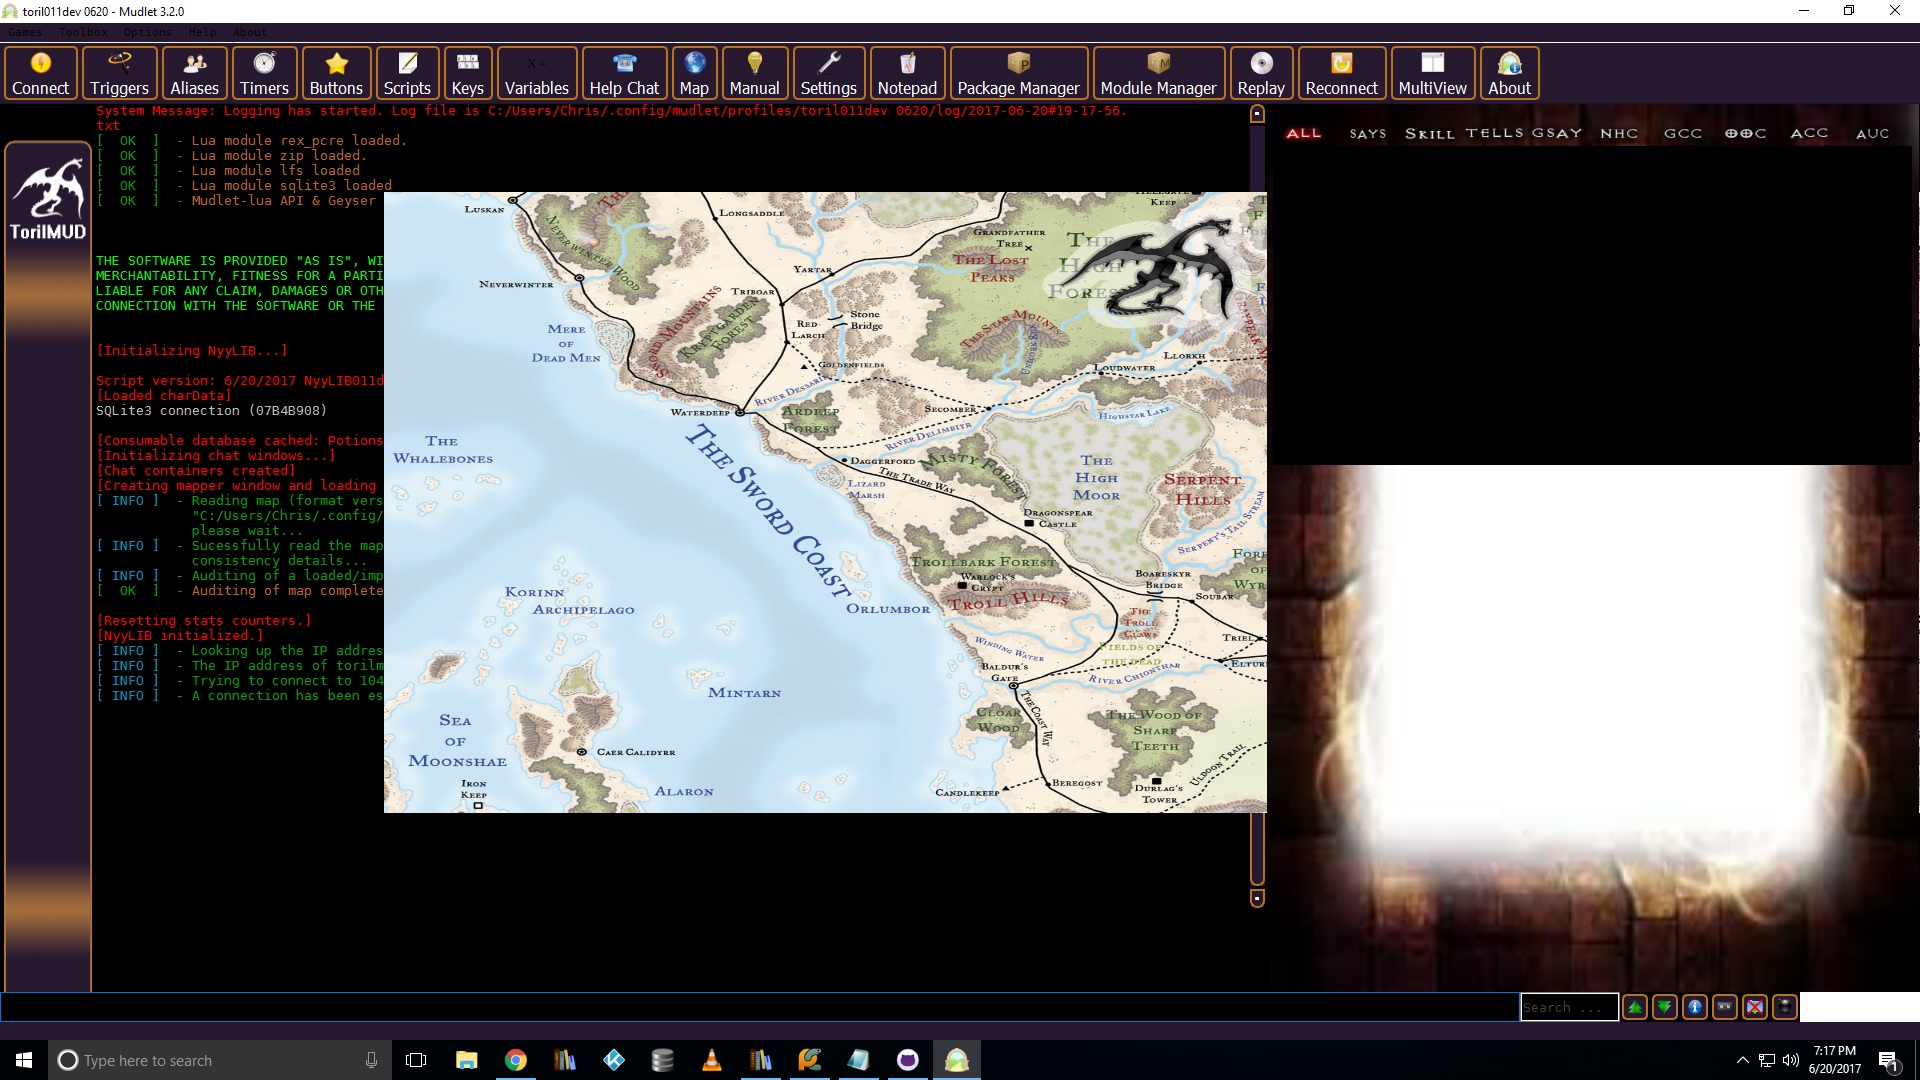 toril011dev 0620 - Mudlet 3.2.0
Games Toolbox Options Help About
Connect Triggers Aliases Timers Buttons Scripts Keys Variables Help Chat Map Manual Settings Notepad Package Manager Module Manager Replay Reconnect MultiView About
System Message: Logging has started. Log file is C:/Users/Chris/.config/mudlet/profiles/toril011dev 0620/log/2017-06-20#19-17-56.
txt
[ OK ] - Lua module rex_pcre loaded.
[ OK ] - Lua module zip loaded.
[ OK ] - Lua module lfs loaded
[ OK ] - Lua module sqlite3 loaded
[ OK ] - Mudlet-lua API & Geyser
THE SOFTWARE IS PROVIDED "AS IS", WI
MERCHANTABILITY, FITNESS FOR A PARTI
LIABLE FOR ANY CLAIM, DAMAGES OR OTH
CONNECTION WITH THE SOFTWARE OR THE
[Initializing NyyLIB...]
Script version: 6/20/2017 NyyLIB011d
[Loaded charData]
SQLite3 connection (07B4B908)
[Consumable database cached: Potions
[Initializing chat windows...]
[Chat containers created]
[Creating mapper window and loading
[ INFO ] - Reading map (format vers
"C:/Users/Chris/.config/
please wait...
[ INFO ] - Sucessfully read the map
consistency details...
[ INFO ] - Auditing of a loaded/imp
[ OK ] - Auditing of map complete
[Resetting stats counters.]
[NyyLIB initialized.]
[ INFO ] - Looking up the IP addres
[ INFO ] - The IP address of torilm
[ INFO ] - Trying to connect to 104
[ INFO ] - A connection has been es
TorilMUD
ALL SAYS SKILL TELLS GSAY NHC GCC OOC ACC AUC
Luskan
Longsaddle
Keep
Neverwinter Wood
Grandfather
Tree
The Lost
Peaks
The
High
Forest
Yartar
Neverwinter
Triboar
Sword Mountains
Kryptgarden
Forest
Red
Larch
Stone
Bridge
The Star Mounts
Mere
of
Dead Men
Goldenfields
Loudwater
Llorkh
River Dessarin
Waterdeep
Ardeep
Forest
Secomber
Highstar Lake
River Delimbiyr
The
Whalebones
The Sword Coast
Daggerford
The Trade Way
Misty Forest
Lizard
Marsh
The
High
Moor
Serpent
Hills
Serpent's Tail Stream
Dragonspear
Castle
Trollbark Forest
Warlock's
Crypt
Troll Hills
Boareskyr
Bridge
Soubar
Korinn
Archipelago
Orlumbor
The
Troll
Claws
Triel
Winding Water
Fields of
the Dead
Baldur's
Gate
River Chionthar
Mintarn
The Coast Way
Cloak
Wood
The Wood of
Sharp
Teeth
Sea
of
Moonshae
Caer Calidyrr
Iron
Keep
Alaron
Candlekeep
Beregost
Durlag's
Tower
Uldoon Trail
Search ...
Type here to search
7:17 PM
6/20/2017
1